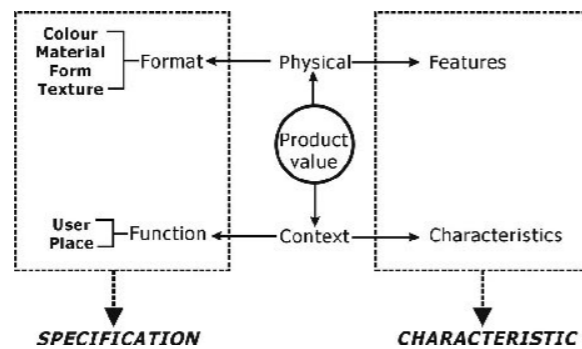 Colour
Material
Form
Texture
Format
Physical
Features
Product
value
User
Place
Function
Context
Characteristics
SPECIFICATION
CHARACTERISTIC